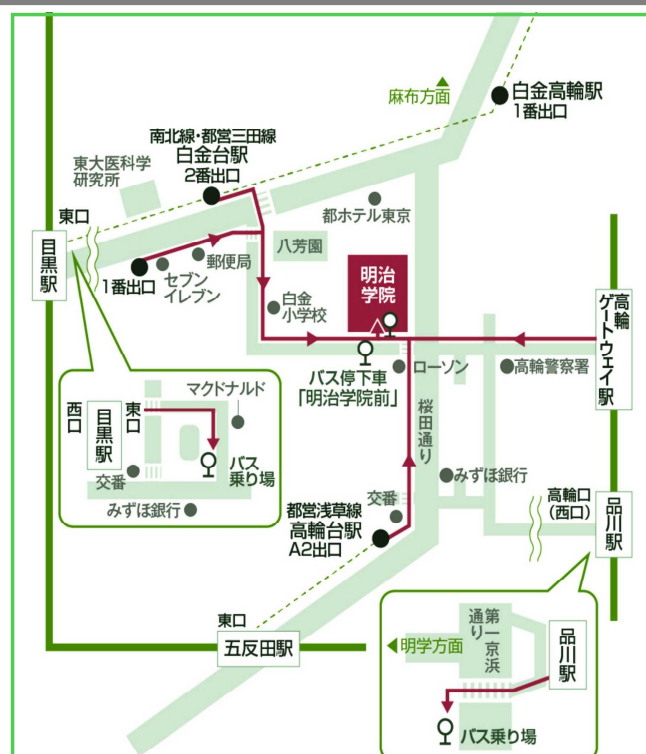 麻布方面
白金高輪駅
1番出口
南北線・都営三田線
白金台駅
2番出口
東大医科学
研究所
東口
目黒駅
都ホテル東京
八芳園
郵便局
1番出口
セブン
イレブン
明治
学院
白金
小学校
高輪
ゲートウェイ駅
バス停下車
「明治学院前」
ローソン
高輪警察署
桜田通り
マクドナルド
西口
目黒駅
東口
バス
乗り場
交番
みずほ銀行
みずほ銀行
交番
都営浅草線
高輪台駅
A2出口
高輪口
(西口)
品川駅
東口
五反田駅
明学方面
第一京浜
通り
品川駅
バス乗り場